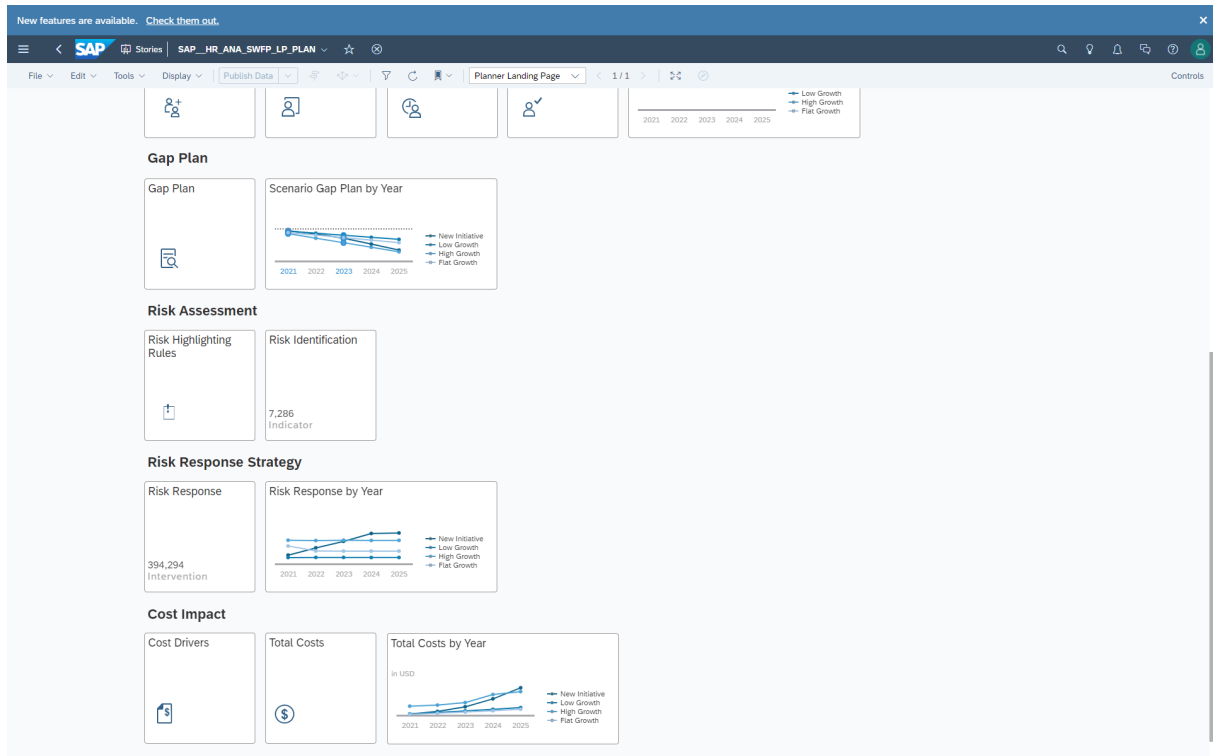 New features are available. Check them out.
SAP Stories SAP__HR_ANA_SWFP_LP_PLAN
File Edit Tools Display Publish Data Planner Landing Page 1/1 Controls
Low Growth
High Growth
Flat Growth
2021 2022 2023 2024 2025
Gap Plan
Gap Plan
Scenario Gap Plan by Year
New Initiative
Low Growth
High Growth
Flat Growth
2021 2022 2023 2024 2025
Risk Assessment
Risk Highlighting
Rules
Risk Identification
7,286
Indicator
Risk Response Strategy
Risk Response
394,294
Intervention
Risk Response by Year
New Initiative
Low Growth
High Growth
Flat Growth
2021 2022 2023 2024 2025
Cost Impact
Cost Drivers
$
Total Costs
$
Total Costs by Year
in USD
New Initiative
Low Growth
High Growth
Flat Growth
2021 2022 2023 2024 2025